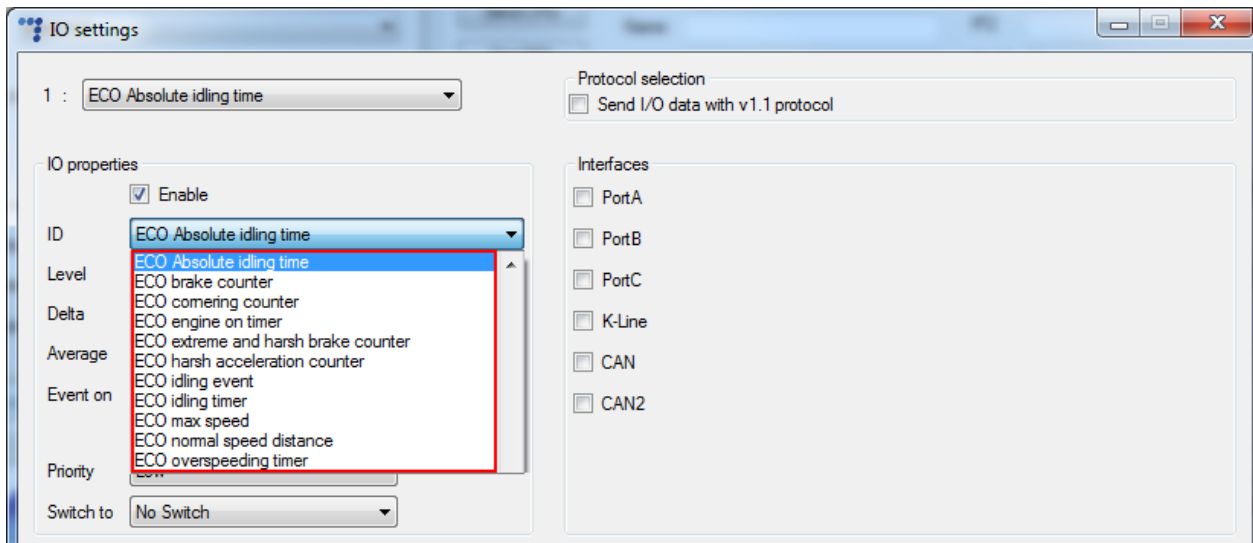 IO settings
1 : ECO Absolute idling time
Protocol selection
Send I/O data with v1.1 protocol
IO properties
Enable
ID ECO Absolute idling time
ECO Absolute idling time
Level
ECO brake counter
ECO cornering counter
Delta
ECO engine on timer
ECO extreme and harsh brake counter
Average
ECO harsh acceleration counter
ECO idling event
Event on
ECO idling timer
ECO max speed
ECO normal speed distance
ECO overspeeding timer
Priority
Switch to No Switch
Interfaces
PortA
PortB
PortC
K-Line
CAN
CAN2